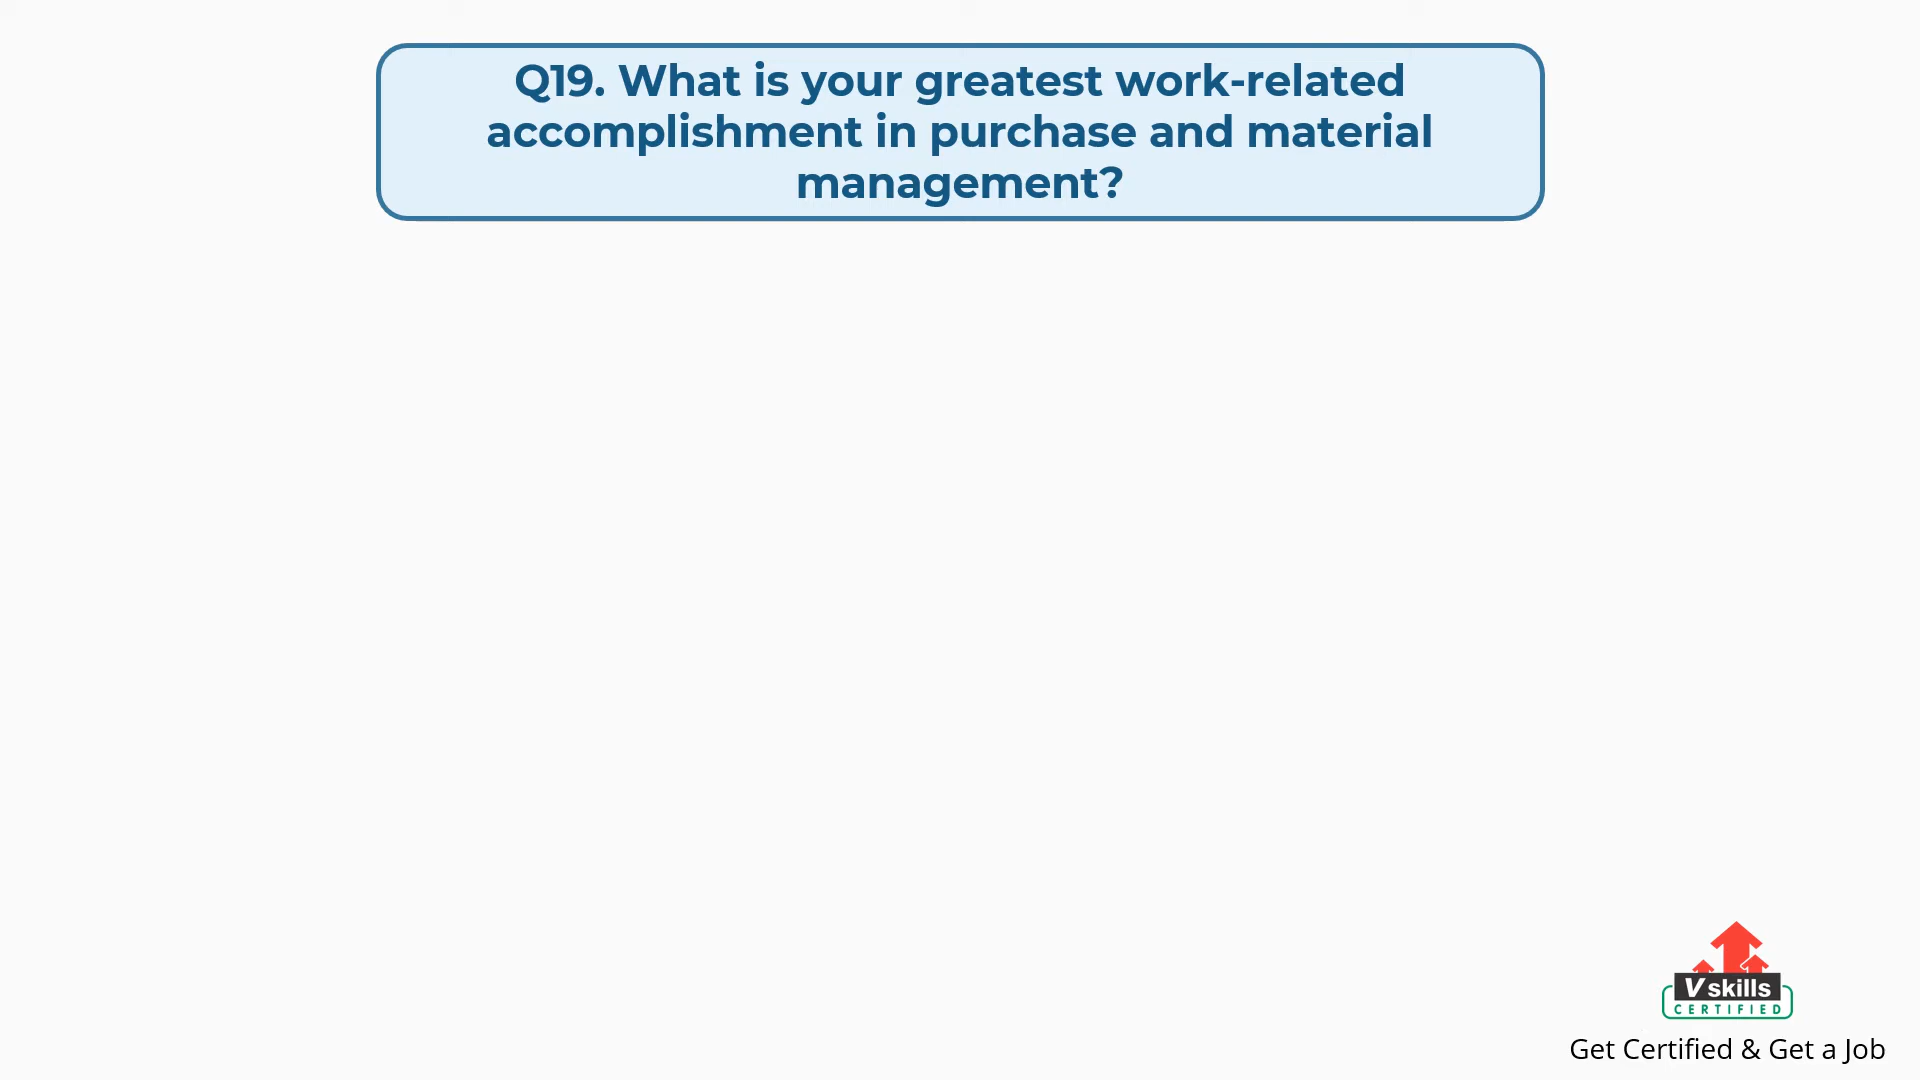 Q19. What is your greatest work-related
accomplishment in purchase and material
management?
Vskills
CERTIFIED
Get Certified & Get a Job